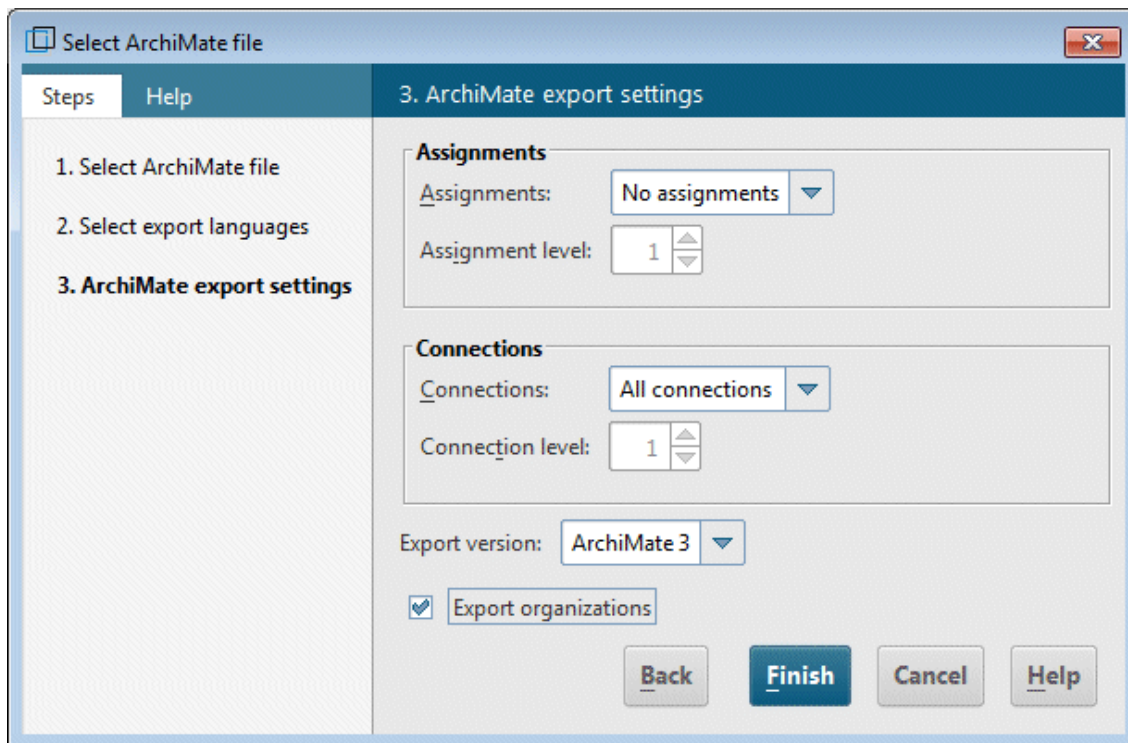 Select ArchiMate file
Steps Help
3. ArchiMate export settings
1. Select ArchiMate file
2. Select export languages
3. ArchiMate export settings
Assignments
Assignments: No assignments
Assignment level: 1
Connections
Connections: All connections
Connection level: 1
Export version: ArchiMate 3
Export organizations
Back Finish Cancel Help